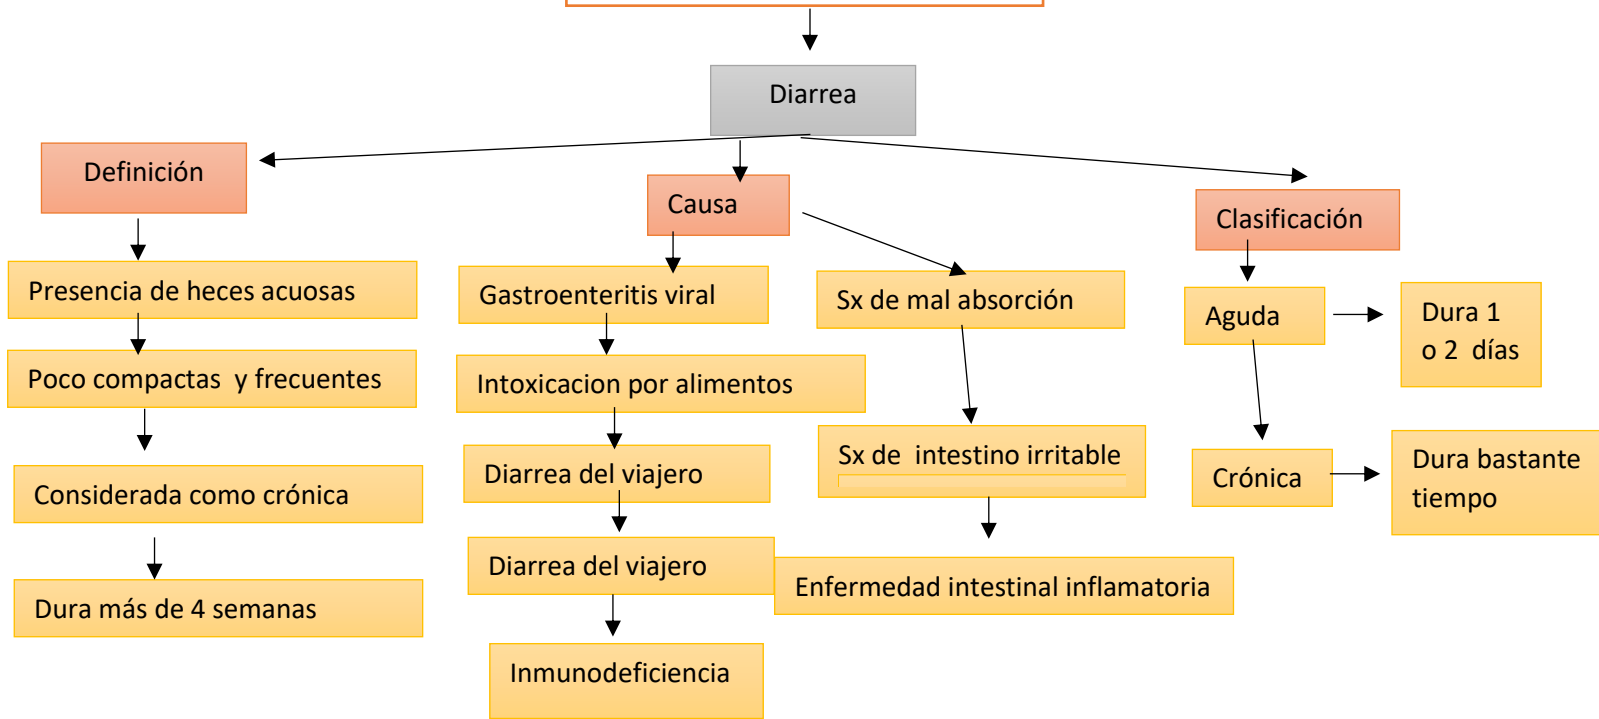 Diarrea
Definición
Presencia de heces acuosas
Poco compactas y frecuentes
Considerada como crónica
Dura más de 4 semanas
Causa
Gastroenteritis viral
Intoxicacion por alimentos
Diarrea del viajero
Diarrea del viajero
Inmunodeficiencia
Sx de mal absorción
Sx de intestino irritable
Enfermedad intestinal inflamatoria
Clasificación
Aguda
Dura 1
o 2 días
Crónica
Dura bastante
tiempo